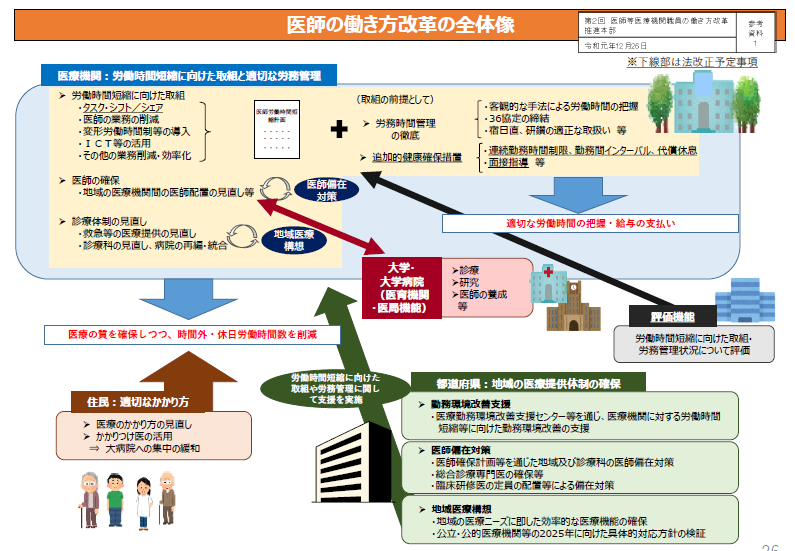 医師の働き方改革の全体像
第2回 医師等医療機関職員の働き方改革
推進本部
令和元年12月26日
参考
資料
1
※下線部は法改正予定事項
医療機関：労働時間短縮に向けた取組と適切な労務管理
➢ 労働時間短縮に向けた取組
・タスク・シフト／シェア
・医師の業務の削減
・変形労働時間制等の導入
・ＩＣＴ等の活用
・その他の業務削減・効率化
医師労働時間短
縮計画
・・・・・
・・・・・
➢ 医師の確保
・地域の医療機関間の医師配置の見直し等
医師偏在
対策
➢ 診療体制の見直し
・救急等の医療提供の見直し
・診療科の見直し、病院の再編・統合
地域医療
構想
（取組の前提として）
➢ 労務時間管理
の徹底
・客観的な手法による労働時間の把握
・36協定の締結
・宿日直、研鑽の適正な取扱い 等
➢ 追加的健康確保措置
・連続勤務時間制限、勤務間インターバル、代償休息
・面接指導 等
適切な労働時間の把握・給与の支払い
大学・
大学病院
（医育機関
・医局機能）
➢診療
➢研究
➢医師の養成
等
評価機能
労働時間短縮に向けた取組・
労務管理状況について評価
医療の質を確保しつつ、時間外・休日労働時間数を削減
住民：適切なかかり方
➢ 医療のかかり方の見直し
➢ かかりつけ医の活用
⇒ 大病院への集中の緩和
労働時間短縮に向けた
取組や労務管理に関し
て支援を実施
都道府県：地域の医療提供体制の確保
➢ 勤務環境改善支援
・医療勤務環境改善支援センター等を通じ、医療機関に対する労働時間
短縮等に向けた勤務環境改善の支援
➢ 医師偏在対策
・医師確保計画等を通じた地域及び診療科の医師偏在対策
・総合診療専門医の確保等
・臨床研修医の定員の配置等による偏在対策
➢ 地域医療構想
・地域の医療ニーズに即した効率的な医療機能の確保
・公立・公的医療機関等の2025年に向けた具体的対応方針の検証